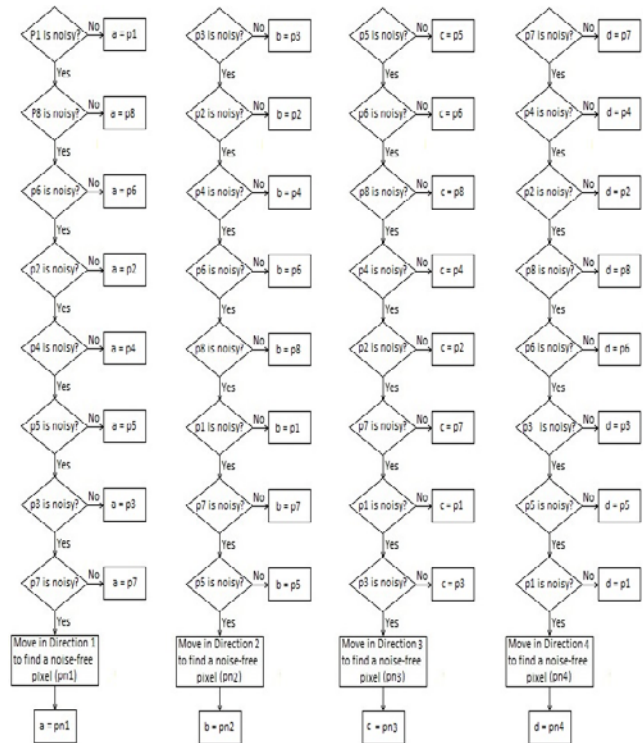 P1 is noisy?
No
a = p1
Yes
P8 is noisy?
No
a = p8
Yes
p6 is noisy?
No
a = p6
Yes
p2 is noisy?
No
a = p2
Yes
p4 is noisy?
No
a = p4
Yes
p5 is noisy?
No
a = p5
Yes
p3 is noisy?
No
a = p3
Yes
p7 is noisy?
No
a = p7
Yes
Move in Direction 1
to find a noise-free
pixel (pn1)
a = pn1
p3 is noisy?
No
b = p3
Yes
p2 is noisy?
No
b = p2
Yes
p4 is noisy?
No
b = p4
Yes
p6 is noisy?
No
b = p6
Yes
p8 is noisy?
No
b = p8
Yes
p1 is noisy?
No
b = p1
Yes
p7 is noisy?
No
b = p7
Yes
p5 is noisy?
No
b = p5
Yes
Move in Direction 2
to find a noise-free
pixel (pn2)
b = pn2
p5 is noisy?
No
c = p5
Yes
p6 is noisy?
No
c = p6
Yes
p8 is noisy?
No
c = p8
Yes
p4 is noisy?
No
c = p4
Yes
p2 is noisy?
No
c = p2
Yes
p7 is noisy?
No
c = p7
Yes
p1 is noisy?
No
c = p1
Yes
p3 is noisy?
No
c = p3
Yes
Move in Direction 3
to find a noise-free
pixel (pn3)
c = pn3
p7 is noisy?
No
d = p7
Yes
p4 is noisy?
No
d = p4
Yes
p2 is noisy?
No
d = p2
Yes
p8 is noisy?
No
d = p8
Yes
p6 is noisy?
No
d = p6
Yes
p3 is noisy?
No
d = p3
Yes
p5 is noisy?
No
d = p5
Yes
p1 is noisy?
No
d = p1
Yes
Move in Direction 4
to find a noise-free
pixel (pn4)
d = pn4